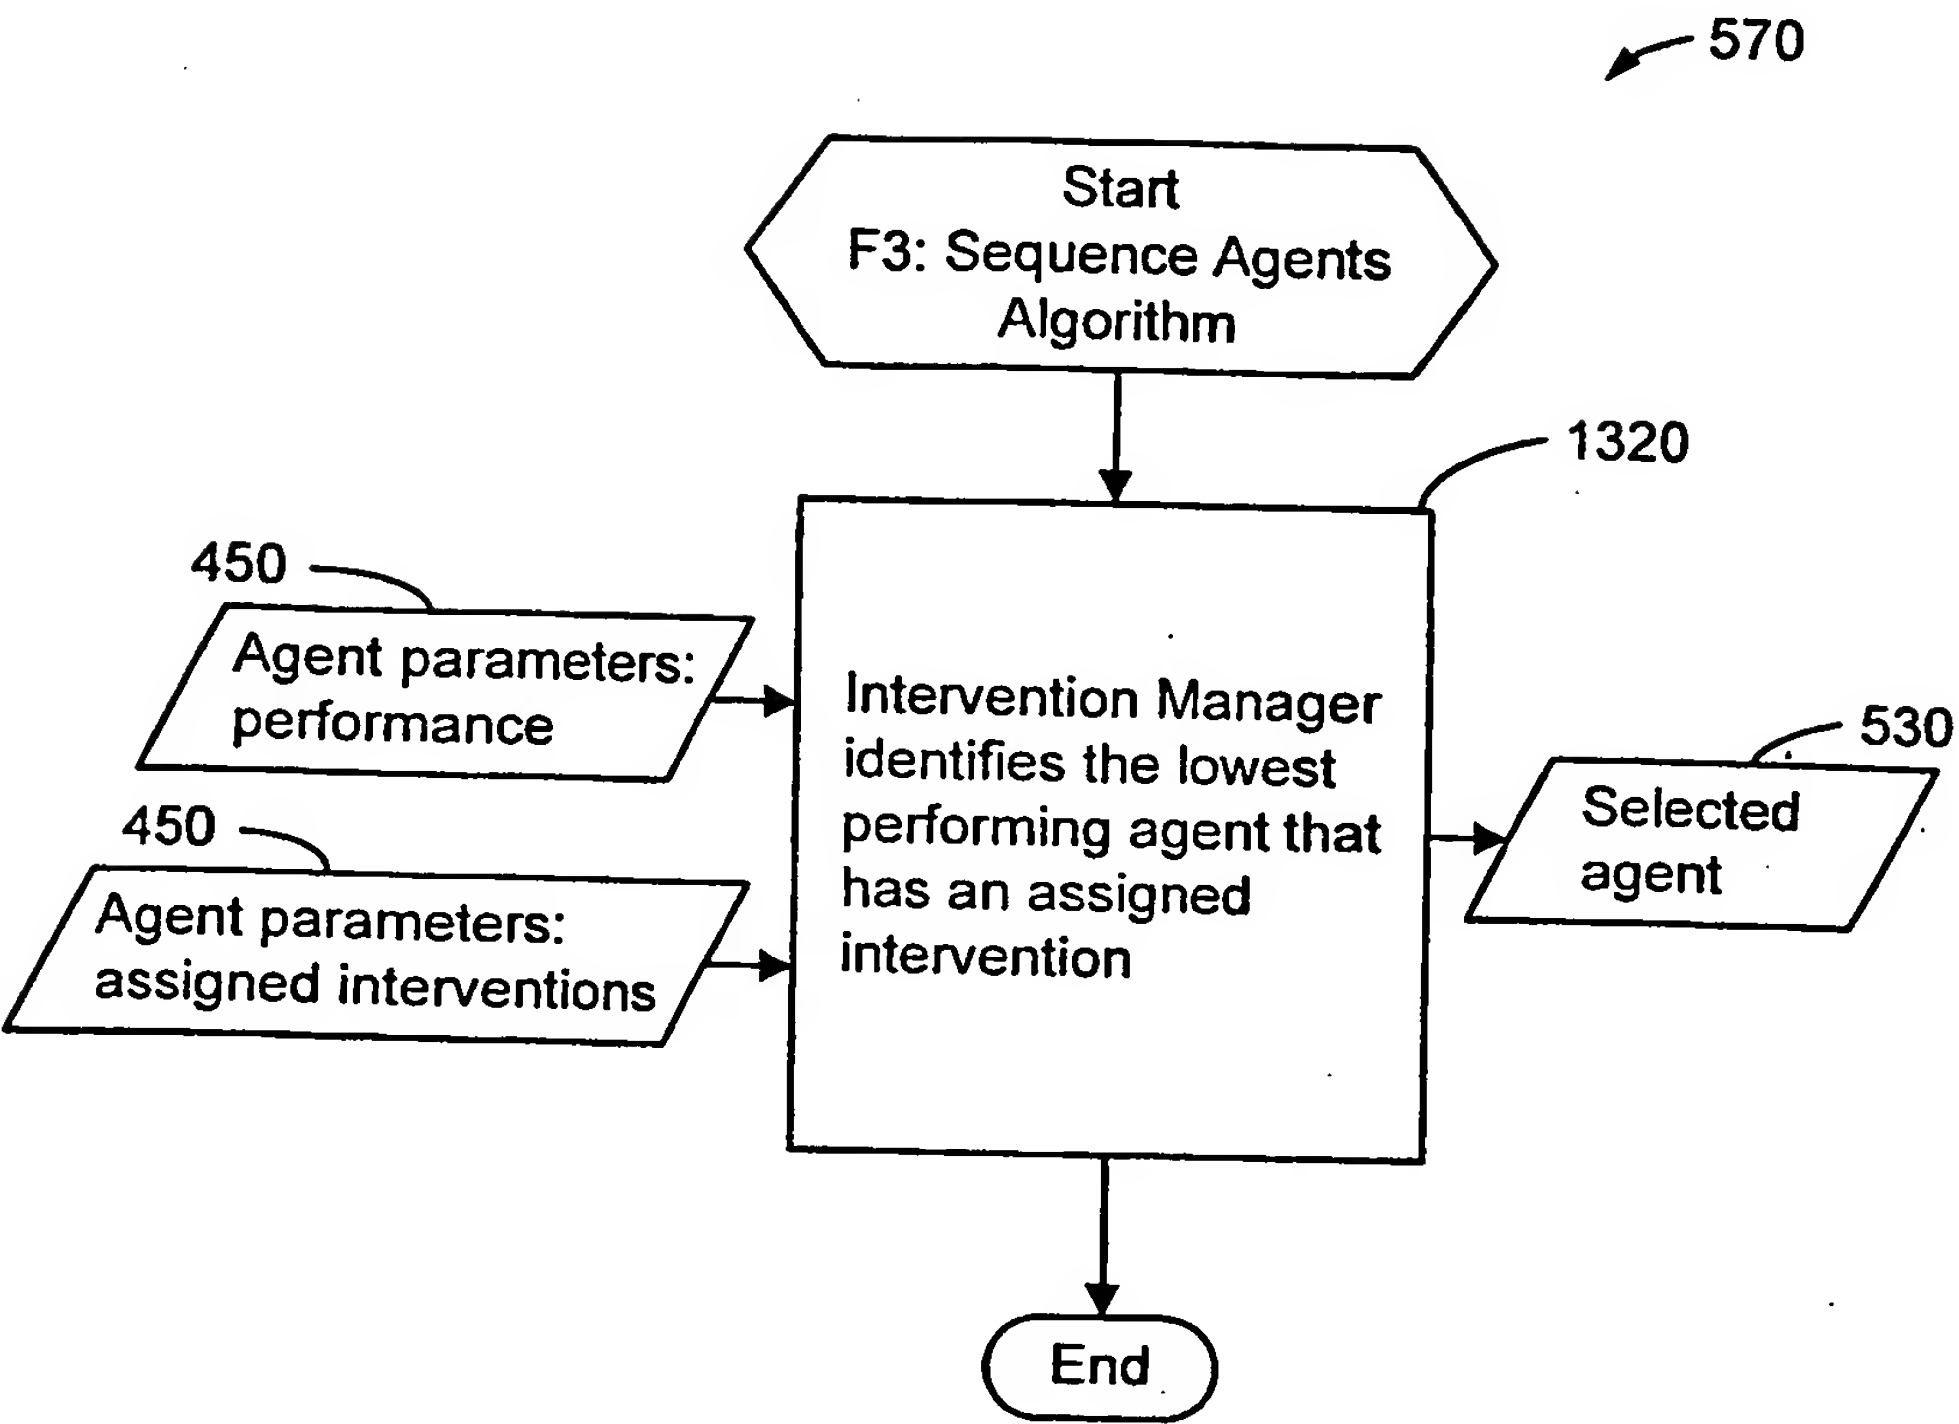 570
Start
F3: Sequence Agents
Algorithm
1320
450
Agent parameters:
performance
450
Agent parameters:
assigned interventions
Intervention Manager
identifies the lowest
performing agent that
has an assigned
intervention
530
Selected
agent
End